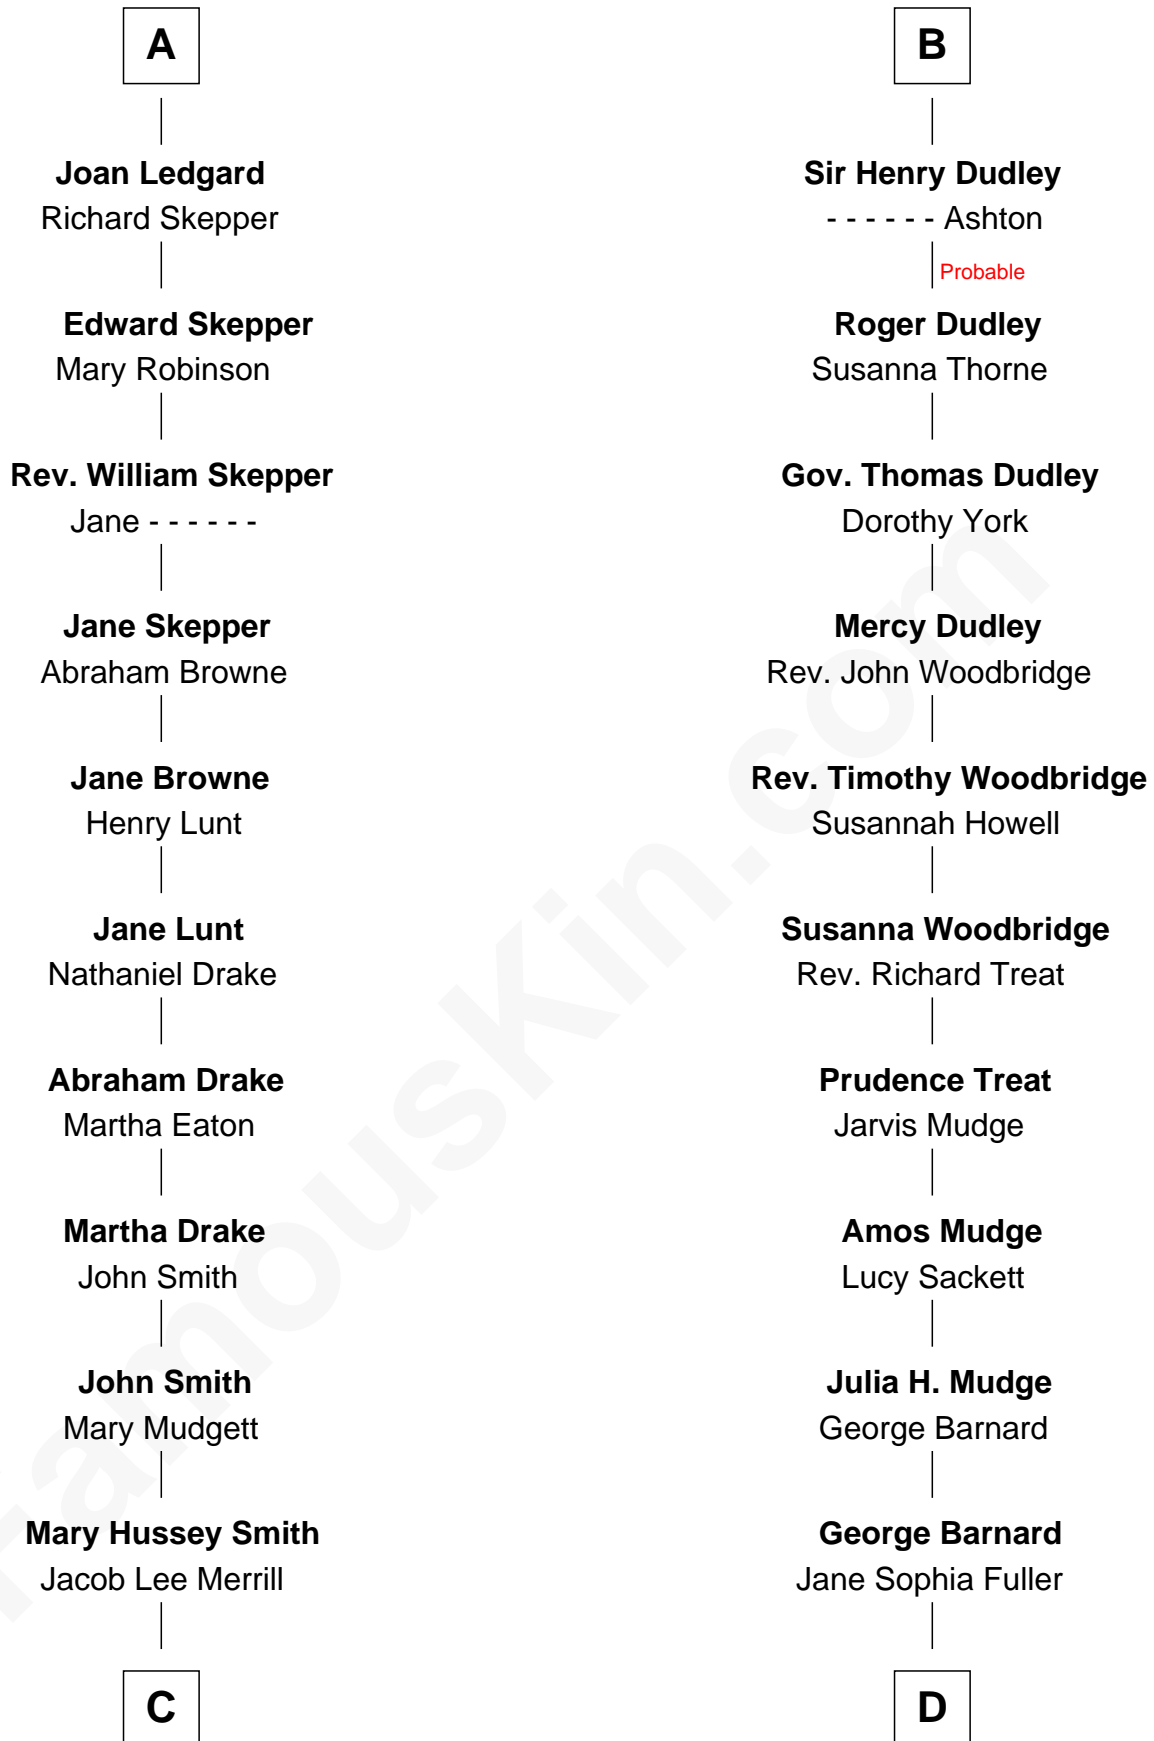 A
Joan Ledgard
Richard Skepper
Edward Skepper
Mary Robinson
Rev. William Skepper
Jane - - - - - -
Jane Skepper
Abraham Browne
Jane Browne
Henry Lunt
Jane Lunt
Nathaniel Drake
Abraham Drake
Martha Eaton
Martha Drake
John Smith
John Smith
Mary Mudgett
Mary Hussey Smith
Jacob Lee Merrill
C
B
Sir Henry Dudley
- - - - - - Ashton
Probable
Roger Dudley
Susanna Thorne
Gov. Thomas Dudley
Dorothy York
Mercy Dudley
Rev. John Woodbridge
Rev. Timothy Woodbridge
Susannah Howell
Susanna Woodbridge
Rev. Richard Treat
Prudence Treat
Jarvis Mudge
Amos Mudge
Lucy Sackett
Julia H. Mudge
George Barnard
George Barnard
Jane Sophia Fuller
D
FamousKin.com